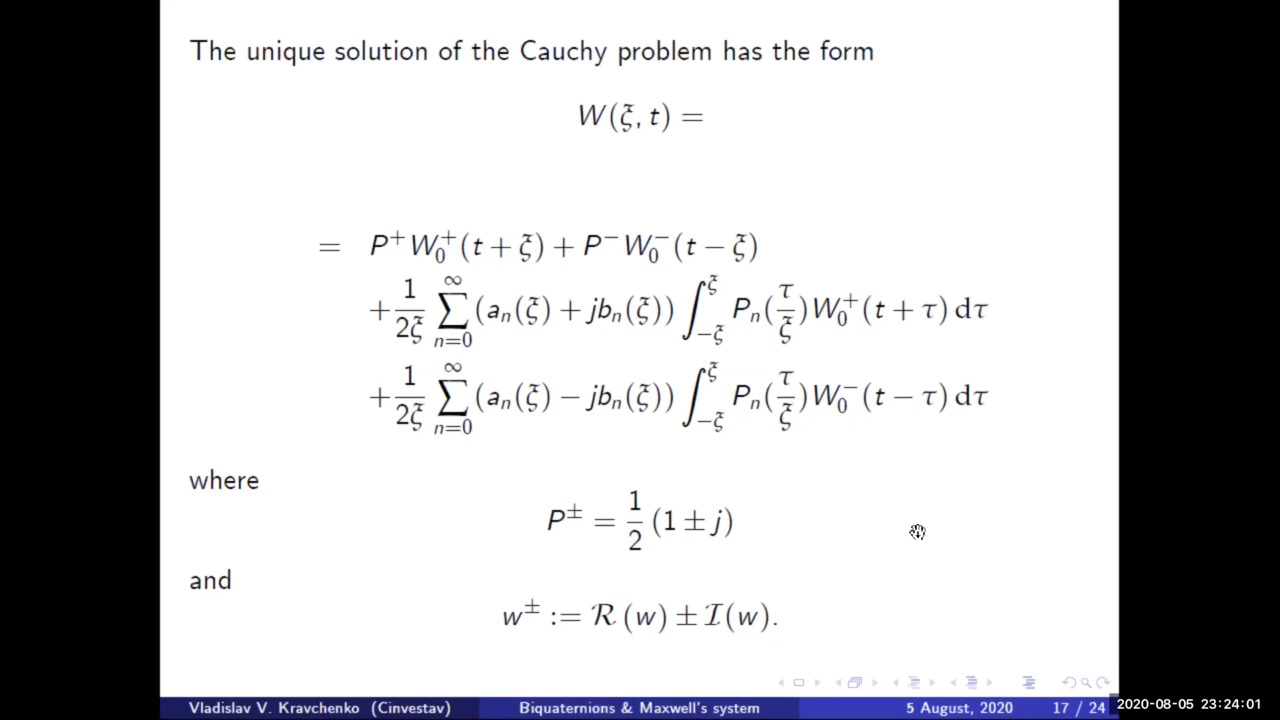 The unique solution of the Cauchy problem has the form
W(ξ, t) =
= P⁺W₀⁺(t + ξ) + P⁻W₀⁻(t − ξ)
+ 1/2ξ ∑_{n=0}^{∞} (aₙ(ξ) + jbₙ(ξ)) ∫_{−ξ}^{ξ} Pₙ(τ/ξ)W₀⁺(t + τ) dτ
+ 1/2ξ ∑_{n=0}^{∞} (aₙ(ξ) − jbₙ(ξ)) ∫_{−ξ}^{ξ} Pₙ(τ/ξ)W₀⁻(t − τ) dτ
where
P^± = 1/2 (1 ± j)
and
w^± := ℛ (w) ± ℐ(w).
Vladislav V. Kravchenko (Cinvestav) Biquaternions & Maxwell's system 5 August, 2020 17 / 24
2020-08-05 23:24:01